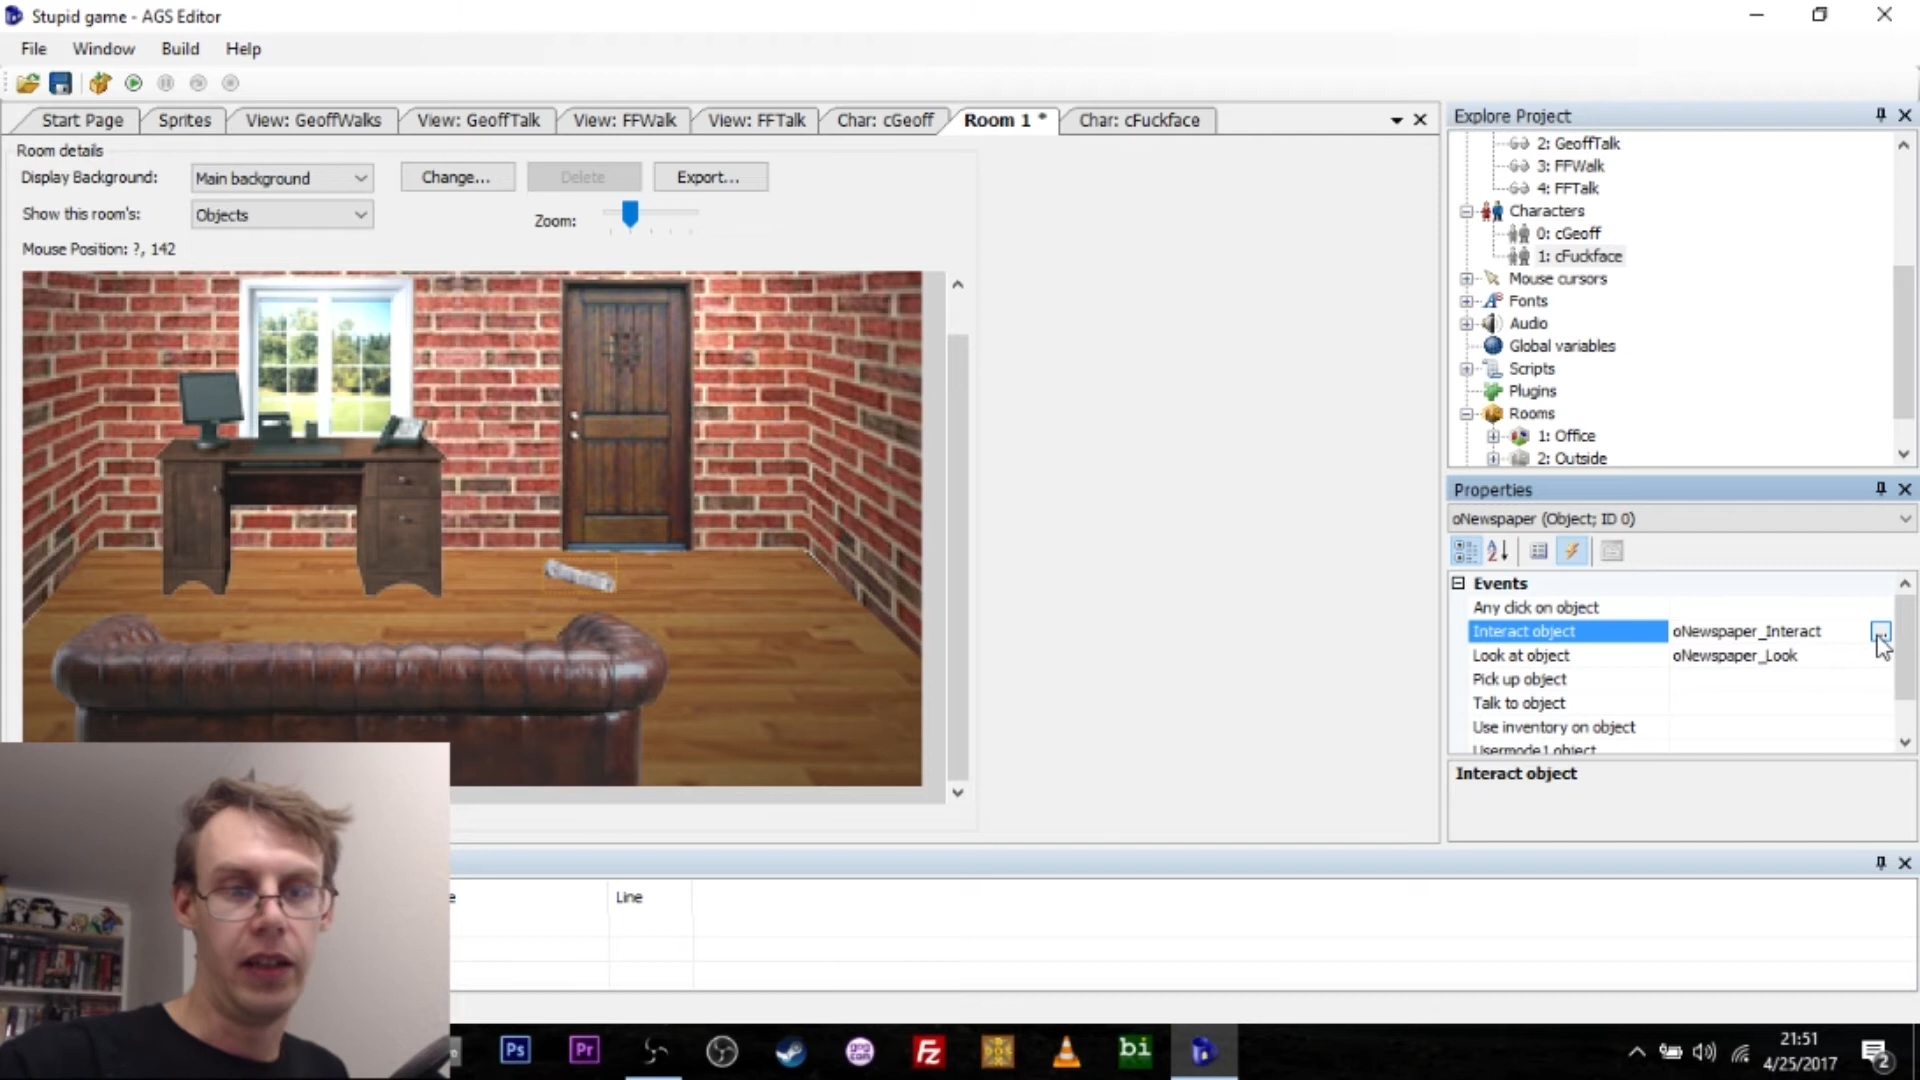 Stupid game - AGS Editor
File Window Build Help
Start Page Sprites View: GeoffWalks View: GeoffTalk View: FFWalk View: FFTalk Char: cGeoff Room 1 * Char: cFuckface
Room details
Display Background: Main background Change... Delete Export...
Show this room's: Objects Zoom:
Mouse Position: ?, 142
Explore Project
2: GeoffTalk
3: FFWalk
4: FFTalk
Characters
0: cGeoff
1: cFuckface
Mouse cursors
Fonts
Audio
Global variables
Scripts
Plugins
Rooms
1: Office
2: Outside
Properties
oNewspaper (Object; ID 0)
Events
Any click on object
Interact object oNewspaper_Interact ...
Look at object oNewspaper_Look
Pick up object
Talk to object
Use inventory on object
Usermode1 object
Interact object
Line
Ps Pr Fz bi
21:51
4/25/2017
2